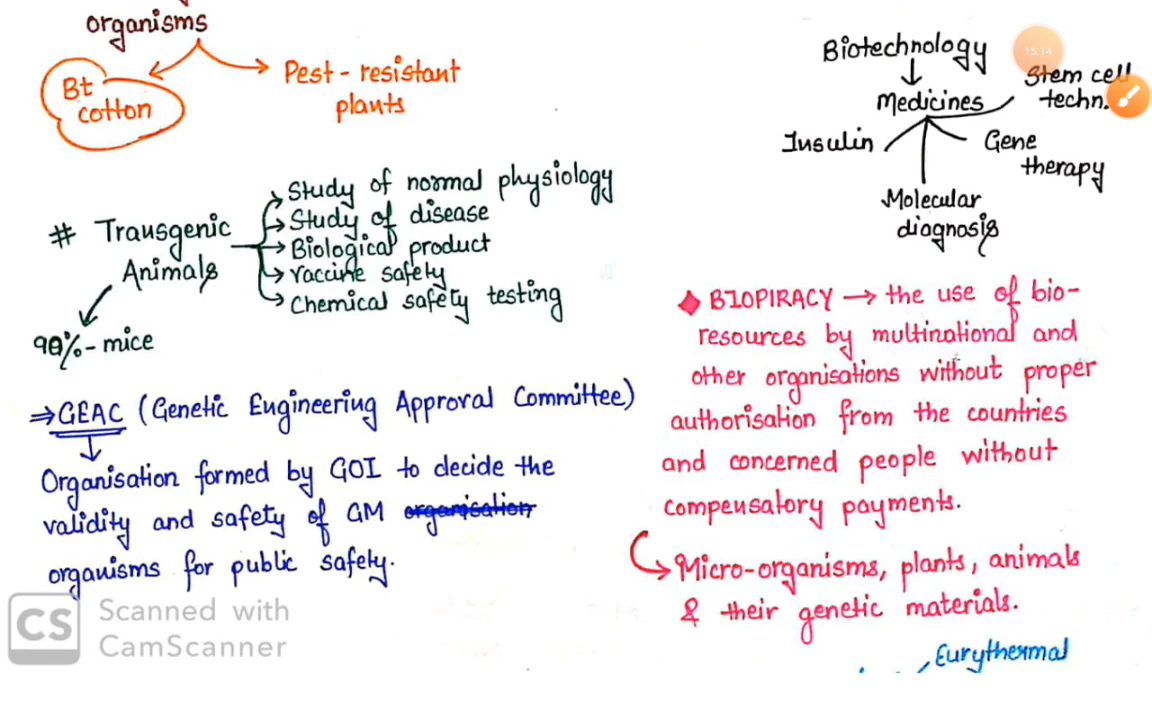 organisms
Bt
cotton
Pest-resistant
plants
# Transgenic
Animals
Study of normal physiology
Study of disease
Biological product
Vaccine safety
Chemical safety testing
90%-mice
⇒ GEAC (Genetic Engineering Approval Committee)
Organisation formed by GOI to decide the
validity and safety of GM organisation
organisms for public safety.
CS Scanned with
CamScanner
Biotechnology
15:14
Medicines
Stem cell
techn.
Insulin
Gene
therapy
Molecular
diagnosis
◆ BIOPIRACY → the use of bio-
resources by multinational and
other organisations without proper
authorisation from the countries
and concerned people without
compensatory payments.
Micro-organisms, plants, animals
& their genetic materials.
Eurythermal